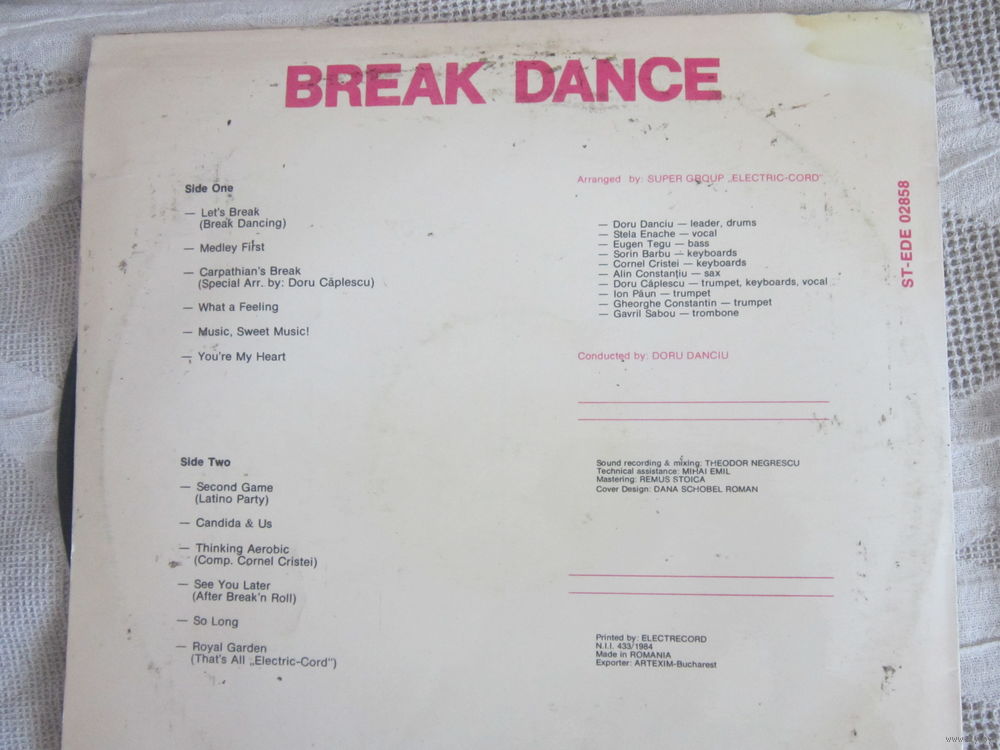 BREAK DANCE
Side One
— Let's Break
(Break Dancing)
— Medley First
— Carpathian's Break
(Special Arr. by: Doru Căplescu)
— What a Feeling
— Music, Sweet Music!
— You're My Heart
Side Two
— Second Game
(Latino Party)
— Candida & Us
— Thinking Aerobic
(Comp. Cornel Cristei)
— See You Later
(After Break'n Roll)
— So Long
— Royal Garden
(That's All „Electric-Cord")
Arranged by: SUPER GROUP „ELECTRIC-CORD"
— Doru Danciu — leader, drums
— Stela Enache — vocal
— Eugen Tegu — bass
— Sorin Barbu — keyboards
— Cornel Cristei — keyboards
— Alin Constanțiu — sax
— Doru Căplescu — trumpet, keyboards, vocal
— Ion Păun — trumpet
— Gheorghe Constantin — trumpet
— Gavril Sabou — trombone
Conducted by: DORU DANCIU
Sound recording & mixing: THEODOR NEGRESCU
Technical assistance: MIHAI EMIL
Mastering: REMUS STOICA
Cover Design: DANA SCHOBEL ROMAN
Printed by: ELECTRECORD
N.I.I. 433/1984
Made in ROMANIA
Exporter: ARTEXIM-Bucharest
ST-EDE 02858